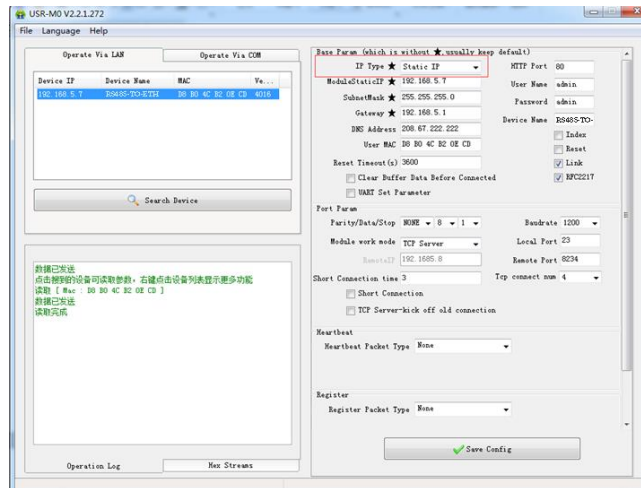 USR-M0 V2.2.1.272
File Language Help
Operate Via LAN
Operate Via COM
Device IP Device Name MAC Ve...
192.168.5.7 RS48S-TO-ETH D8 B0 4C B2 0E CD 4016
Search Device
数据已发送
点击搜到的设备可读取参数，右键点击设备列表显示更多功能
读取 [ Mac : D8 B0 4C B2 0E CD ]
数据已发送
读取完成
Operation Log
Hex Streams
Base Param (which is without ★,usually keep default)
IP Type ★ Static IP
HTTP Port 80
ModuleStaticIP ★ 192.168.5.7
User Name admin
SubnetMask ★ 255.255.255.0
Password admin
Gateway ★ 192.168.5.1
Device Name RS48S-TO-
DNS Address 208.67.222.222
Index
User MAC D8 B0 4C B2 0E CD
Reset
Reset Timeout(s) 3600
Link
Clear Buffer Data Before Connected
RFC2217
UART Set Parameter
Port Param
Parity/Data/Stop NONE 8 1
Baudrate 1200
Module work mode TCP Server
Local Port 23
RemoteIP 192.1685.8
Remote Port 8234
Short Connection time 3
Tcp connect num 4
Short Connection
TCP Server-kick off old connection
Heartbeat
Heartbeat Packet Type None
Register
Register Packet Type None
Save Config